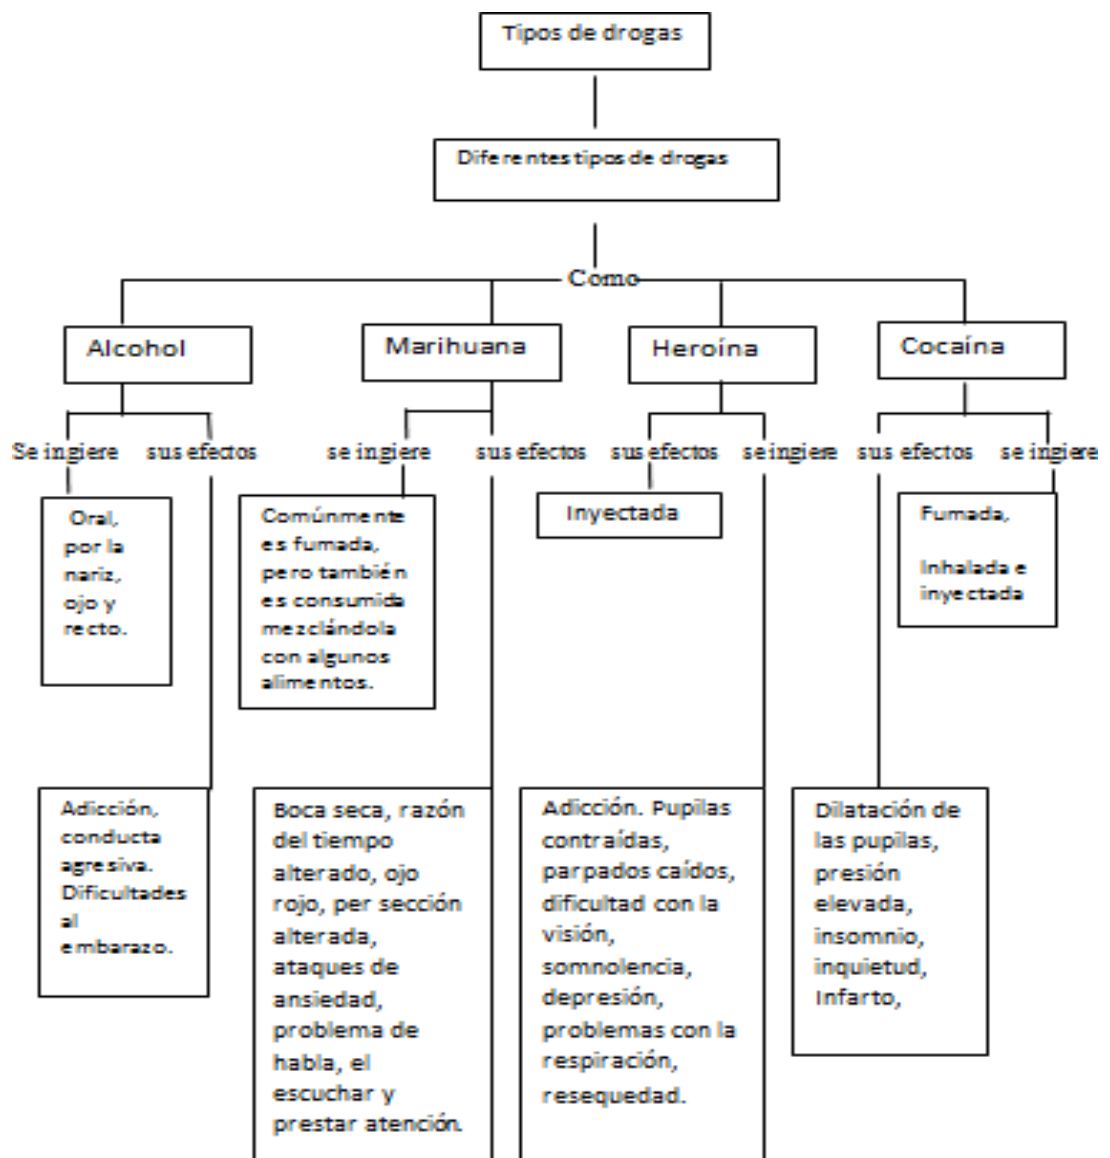 Tipos de drogas
Diferentes tipos de drogas
Como
Alcohol
Marihuana
Heroína
Cocaína
Se ingiere
sus efectos
se ingiere
sus efectos
sus efectos
se ingiere
sus efectos
se ingiere
Oral,
por la
nariz,
ojo y
recto.
Comúnmente
es fumada,
pero también
es consumida
mezclándola
con algunos
alimentos.
Inyectada
Fumada,
Inhalada e
inyectada
Adicción,
conducta
agresiva.
Dificultades
al
embarazo.
Boca seca, razón
del tiempo
alterado, ojo
rojo, per sección
alterada,
ataques de
ansiedad,
problema de
habla, el
escuchar y
prestar atención.
Adicción. Pupilas
contraídas,
parpados caídos,
dificultad con la
visión,
somnolencia,
depresión,
problemas con la
respiración,
resequedad.
Dilatación de
las pupilas,
presión
elevada,
insomnio,
inquietud,
Infarto,